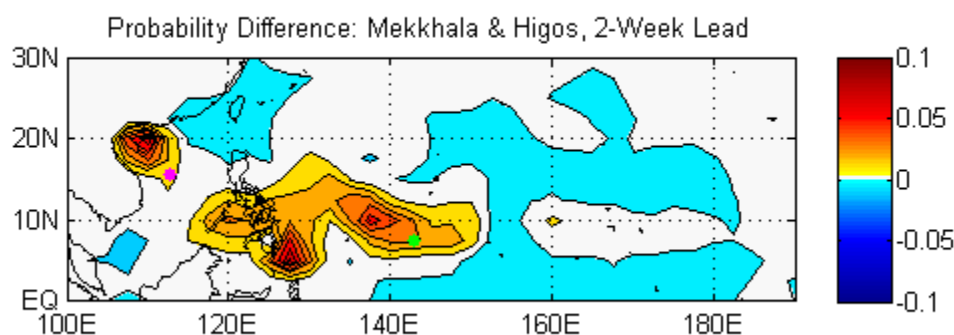 Probability Difference: Mekkhala & Higos, 2-Week Lead
30N
20N
10N
EQ
100E 120E 140E 160E 180E
0.1
0.05
0
-0.05
-0.1